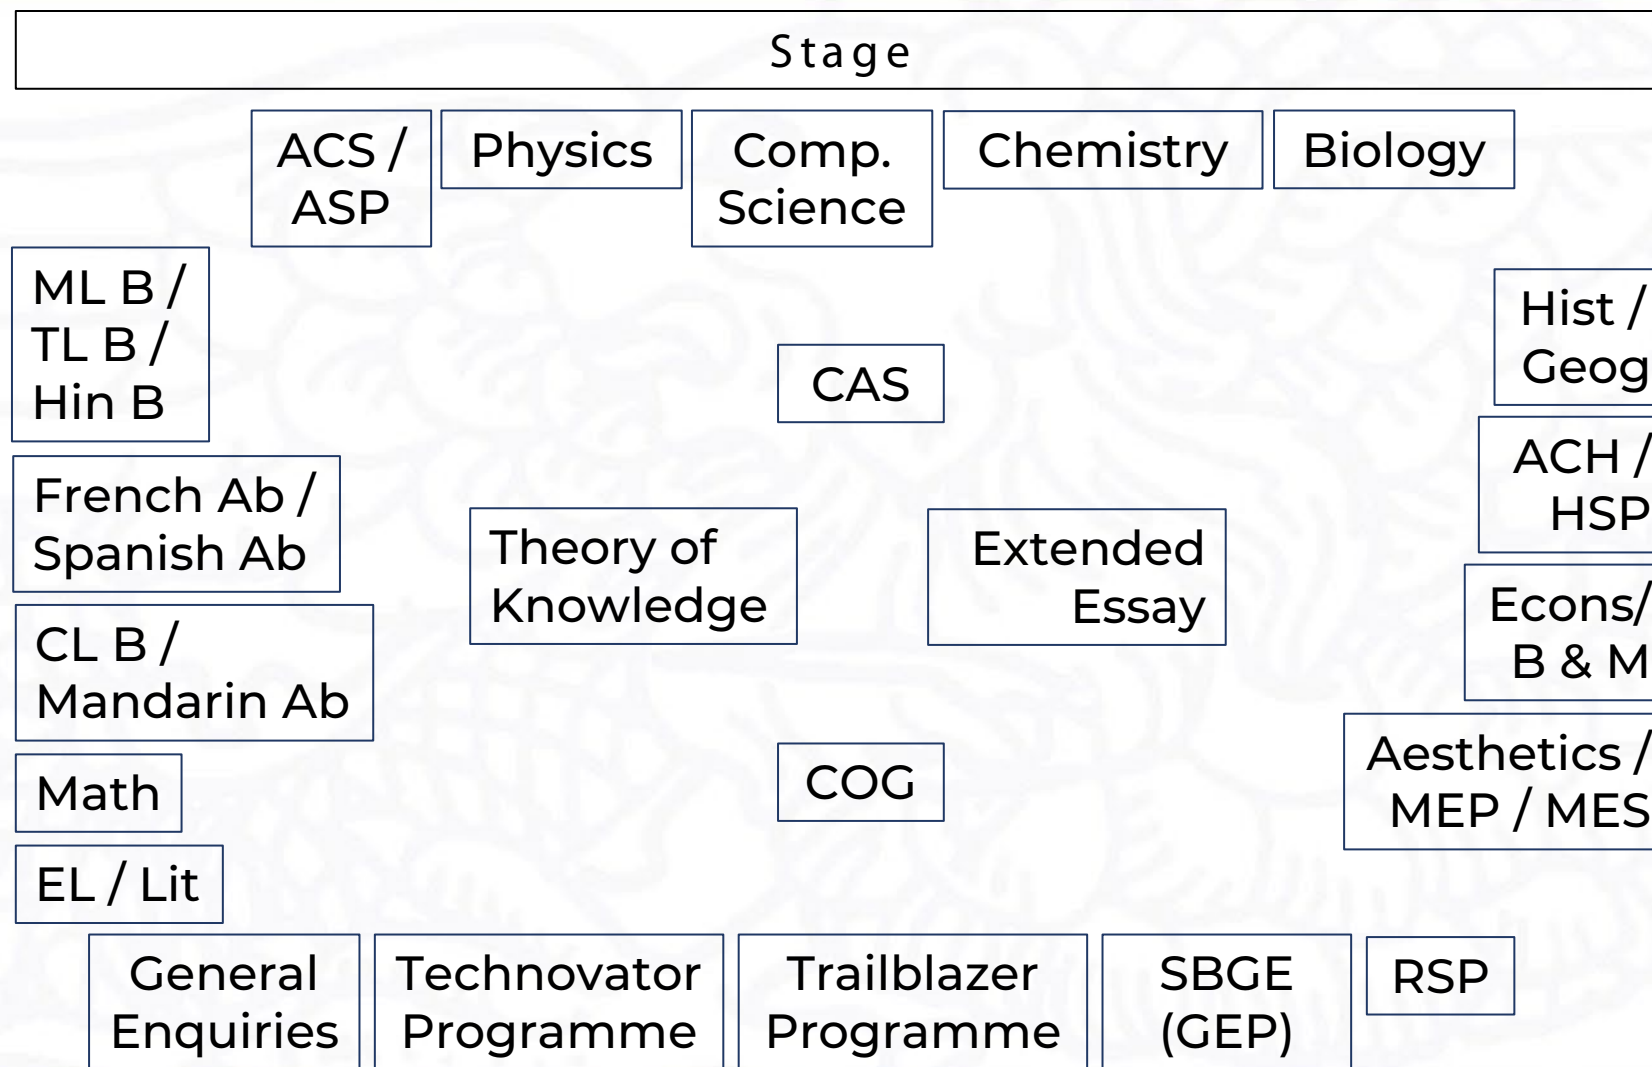 Stage
ACS /
ASP
Physics
Comp.
Science
Chemistry
Biology
ML B /
TL B /
Hin B
French Ab /
Spanish Ab
CL B /
Mandarin Ab
Math
EL / Lit
CAS
Theory of
Knowledge
Extended
Essay
COG
Hist /
Geog
ACH /
HSP
Econs/
B & M
Aesthetics /
MEP / MES
General
Enquiries
Technovator
Programme
Trailblazer
Programme
SBGE
(GEP)
RSP